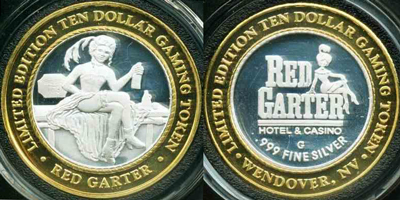 LIMITED EDITION TEN DOLLAR GAMING TOKEN
• RED GARTER •
LIMITED EDITION TEN DOLLAR GAMING TOKEN
RED
GARTER
HOTEL & CASINO
G
.999 FINE SILVER
• WENDOVER, NV. •